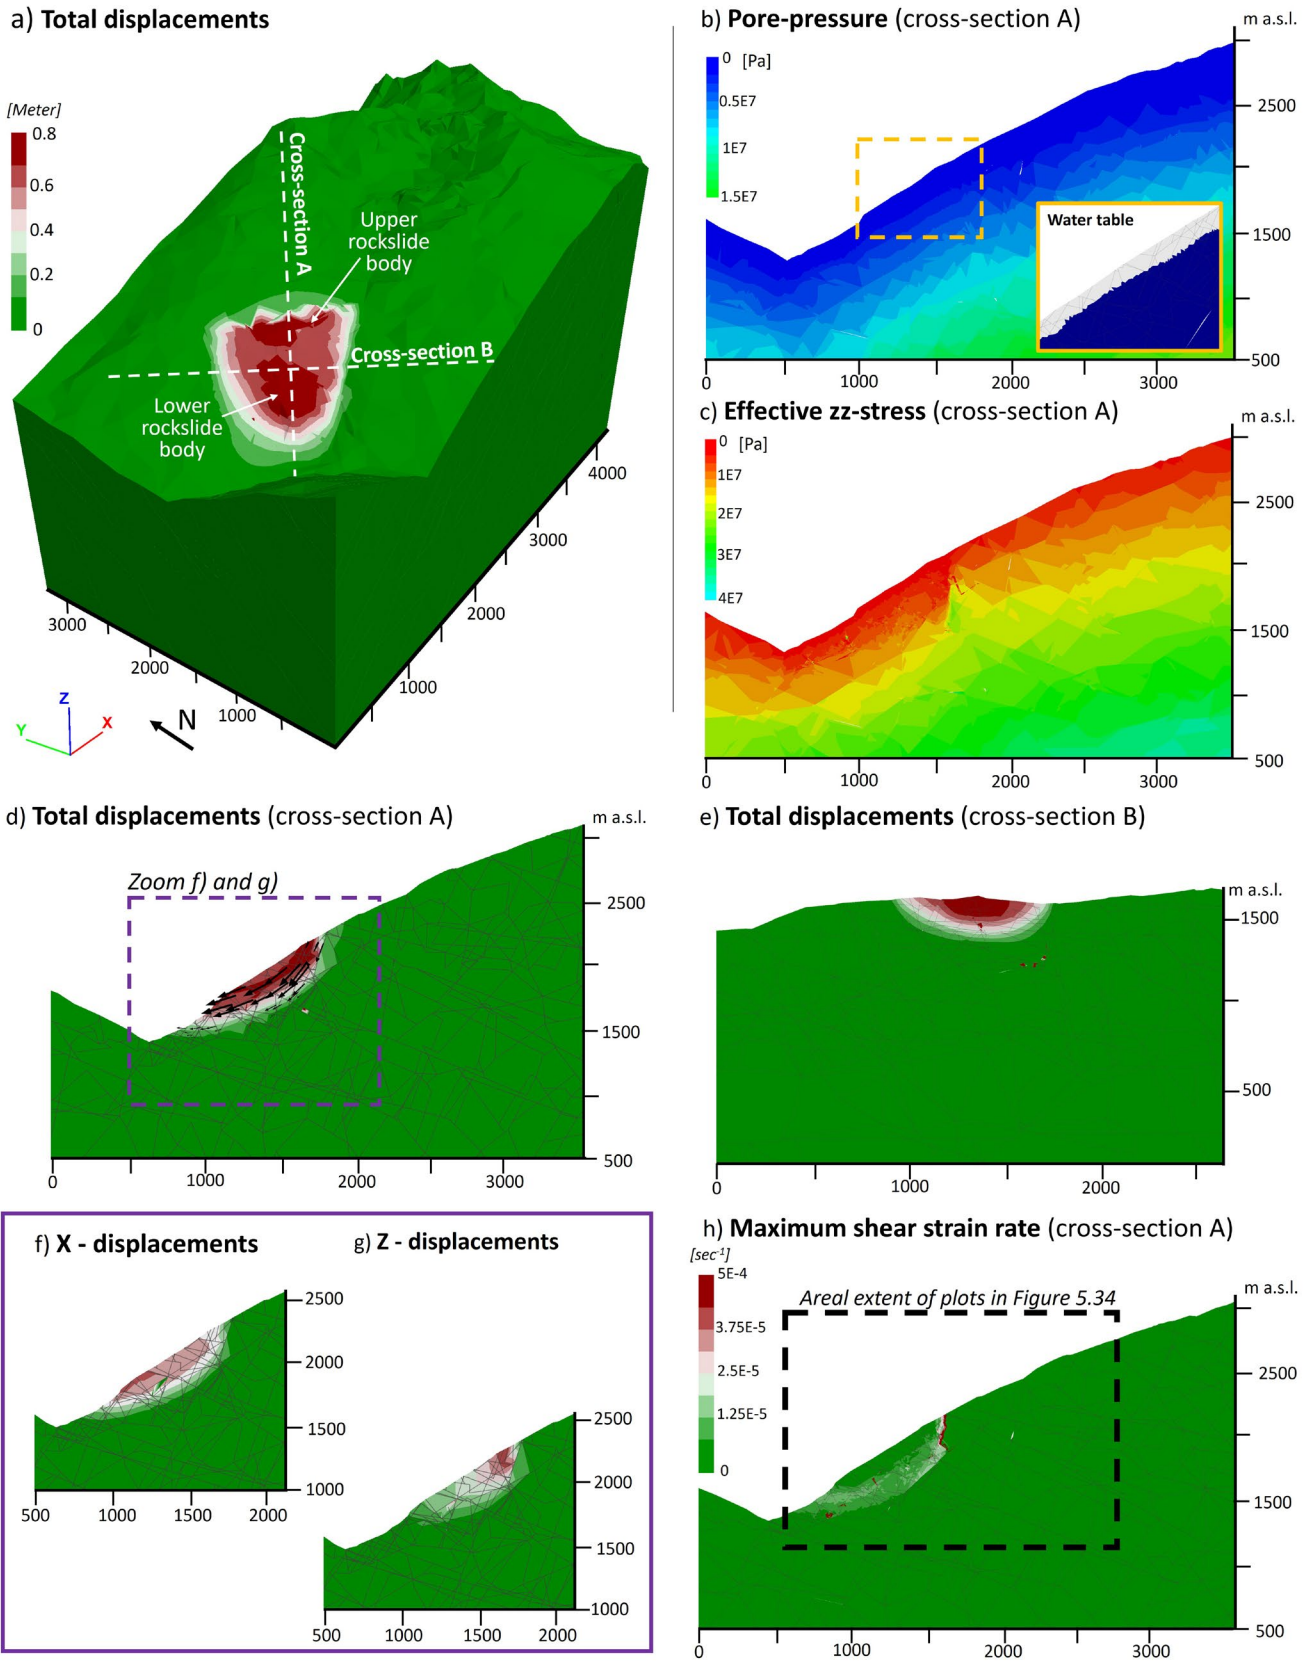 a) Total displacements
[Meter]
0.8
0.6
0.4
0.2
0
Cross-section A
Upper
rockslide
body
Cross-section B
Lower
rockslide
body
4000
3000
2000
1000
3000
2000
1000
Z
Y
X
N
b) Pore-pressure (cross-section A)
m a.s.l.
0 [Pa]
0.5E7
1E7
1.5E7
Water table
2500
1500
500
0
1000
2000
3000
c) Effective zz-stress (cross-section A)
m a.s.l.
0 [Pa]
1E7
2E7
3E7
4E7
2500
1500
500
0
1000
2000
3000
d) Total displacements (cross-section A)
m a.s.l.
Zoom f) and g)
2500
1500
500
0
1000
2000
3000
e) Total displacements (cross-section B)
m a.s.l.
1500
500
0
1000
2000
f) X - displacements
2500
2000
1500
1000
500
1000
1500
2000
g) Z - displacements
2500
2000
1500
1000
500
1000
1500
2000
h) Maximum shear strain rate (cross-section A)
[sec-1]
5E-4
3.75E-5
2.5E-5
1.25E-5
0
Areal extent of plots in Figure 5.34
m a.s.l.
2500
1500
500
0
1000
2000
3000